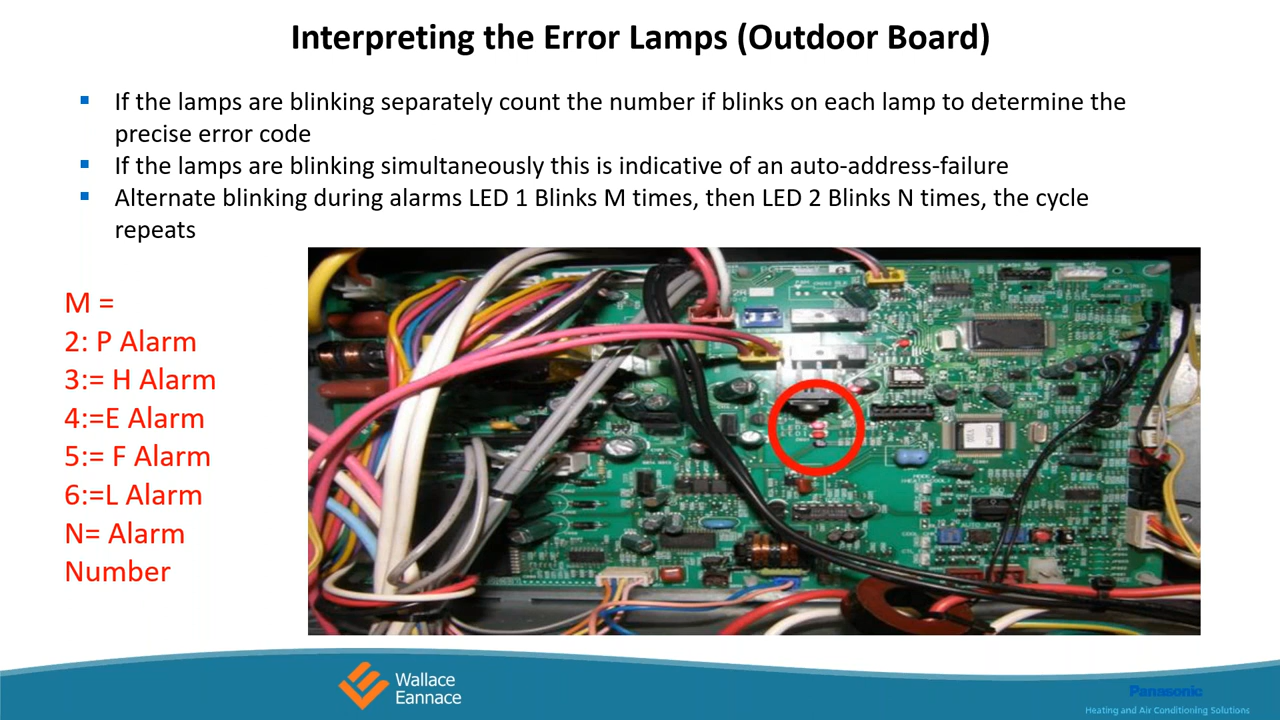 Interpreting the Error Lamps (Outdoor Board)
If the lamps are blinking separately count the number if blinks on each lamp to determine the
precise error code
If the lamps are blinking simultaneously this is indicative of an auto-address-failure
Alternate blinking during alarms LED 1 Blinks M times, then LED 2 Blinks N times, the cycle
repeats
M =
2: P Alarm
3:= H Alarm
4:=E Alarm
5:= F Alarm
6:=L Alarm
N= Alarm
Number
Wallace
Eannace
Panasonic
Heating and Air Conditioning Solutions